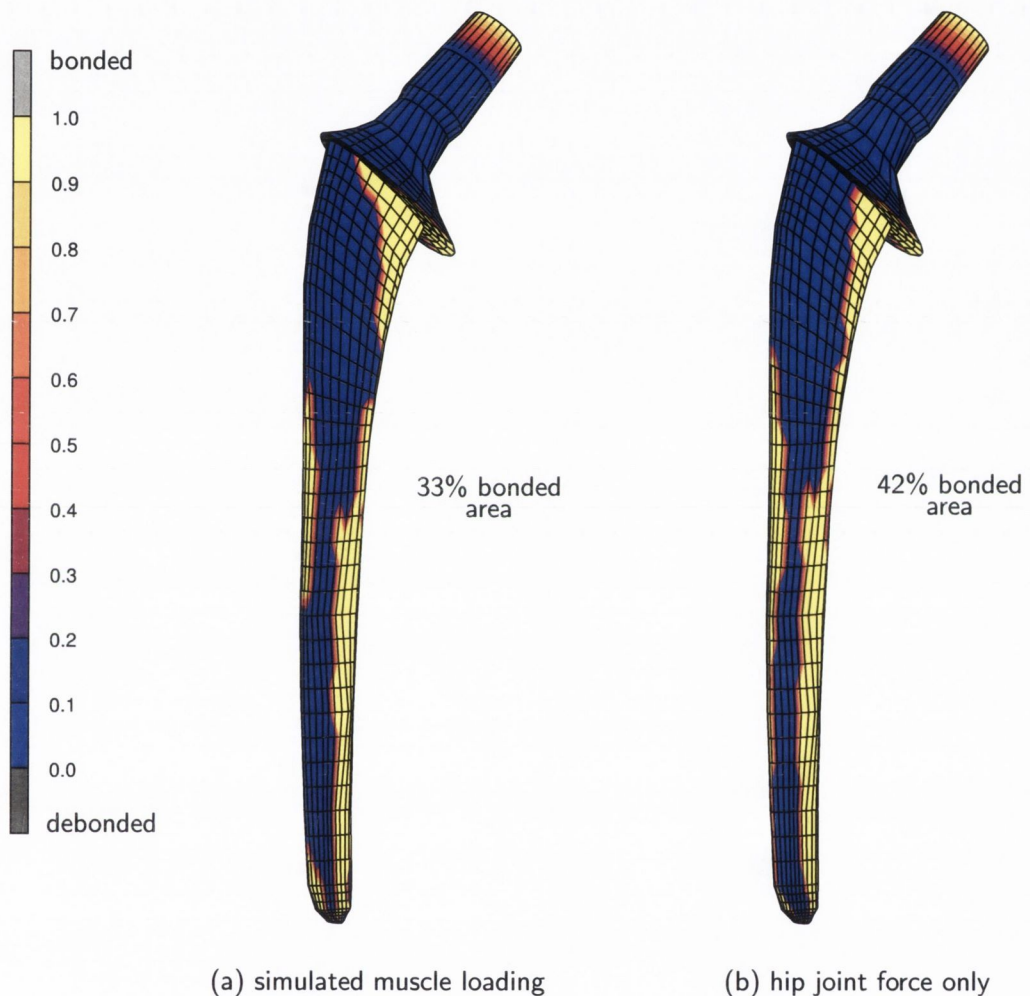 bonded
1.0
0.9
0.8
0.7
0.6
0.5
0.4
0.3
0.2
0.1
0.0
debonded
33% bonded
area
42% bonded
area
(a) simulated muscle loading
(b) hip joint force only